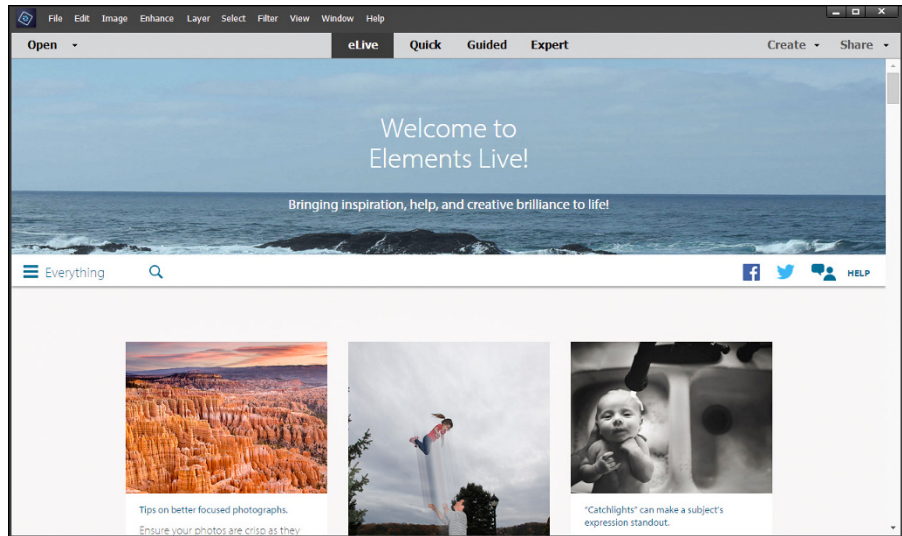 File Edit Image Enhance Layer Select Filter View Window Help
Open eLive Quick Guided Expert Create Share
Welcome to
Elements Live!
Bringing inspiration, help, and creative brilliance to life!
Everything HELP
Tips on better focused photographs.
Ensure your photos are crisp as they
"Catchlights" can make a subject's
expression standout.